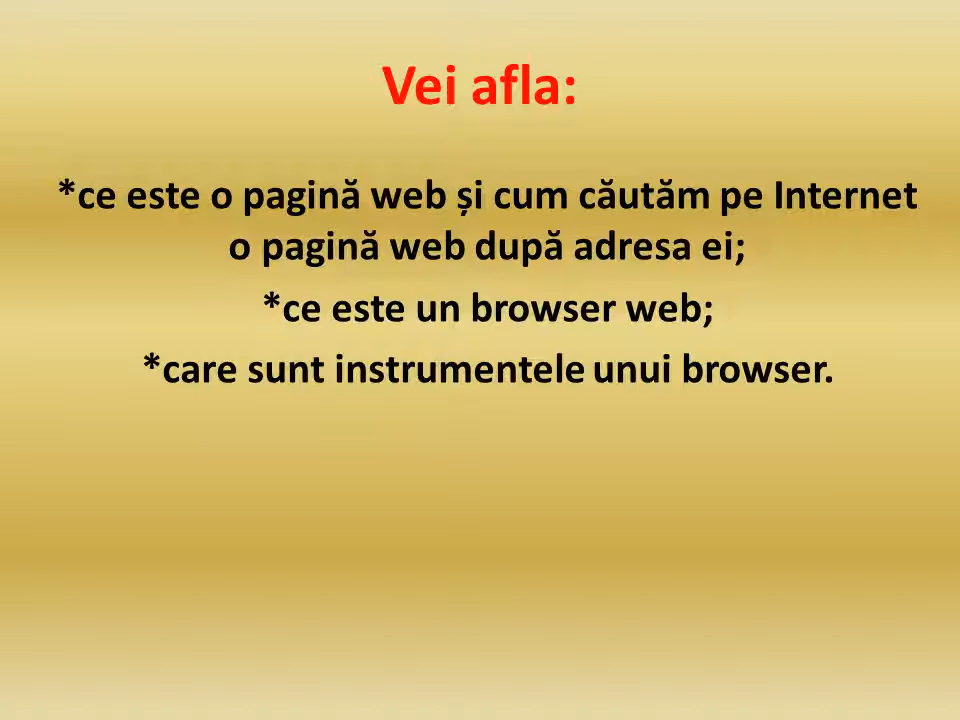 Vei afla:
*ce este o pagină web și cum căutăm pe Internet
o pagină web după adresa ei;
*ce este un browser web;
*care sunt instrumentele unui browser.